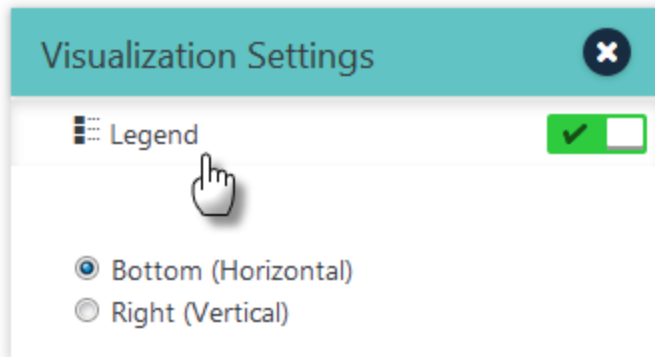 Visualization Settings
Legend
Bottom (Horizontal)
Right (Vertical)